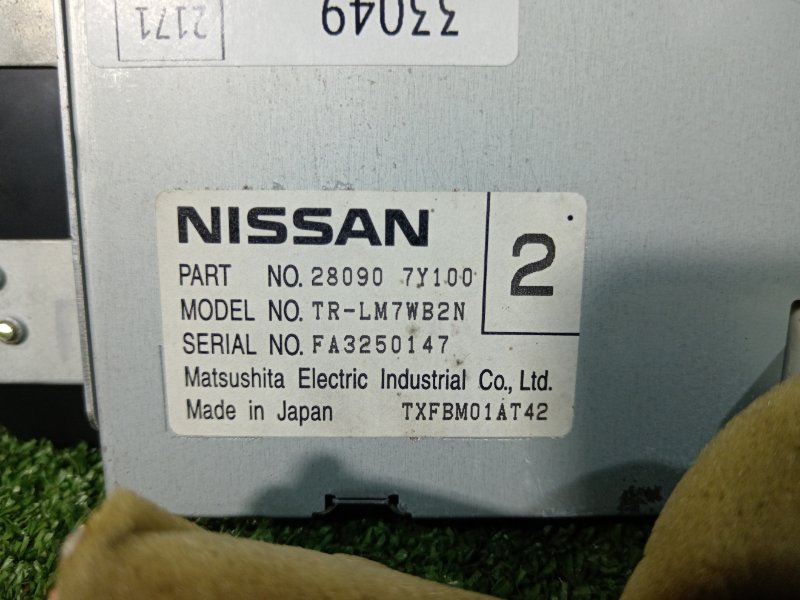 2171
33049
NISSAN
2
PART NO. 28090 7Y100
MODEL NO. TR-LM7WB2N
SERIAL NO. FA3250147
Matsushita Electric Industrial Co., Ltd.
Made in Japan TXFBM01AT42